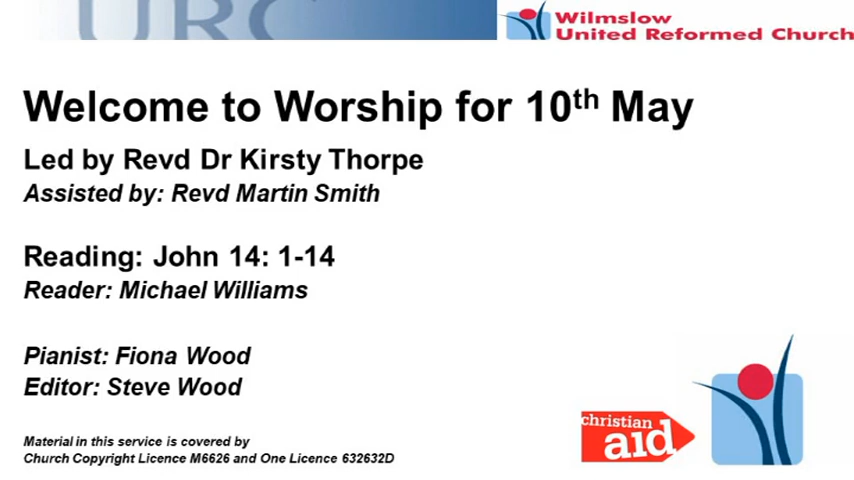 URC
Wilmslow
United Reformed Church
Welcome to Worship for 10th May
Led by Revd Dr Kirsty Thorpe
Assisted by: Revd Martin Smith
Reading: John 14: 1-14
Reader: Michael Williams
Pianist: Fiona Wood
Editor: Steve Wood
Material in this service is covered by
Church Copyright Licence M6626 and One Licence 632632D
christian
aid